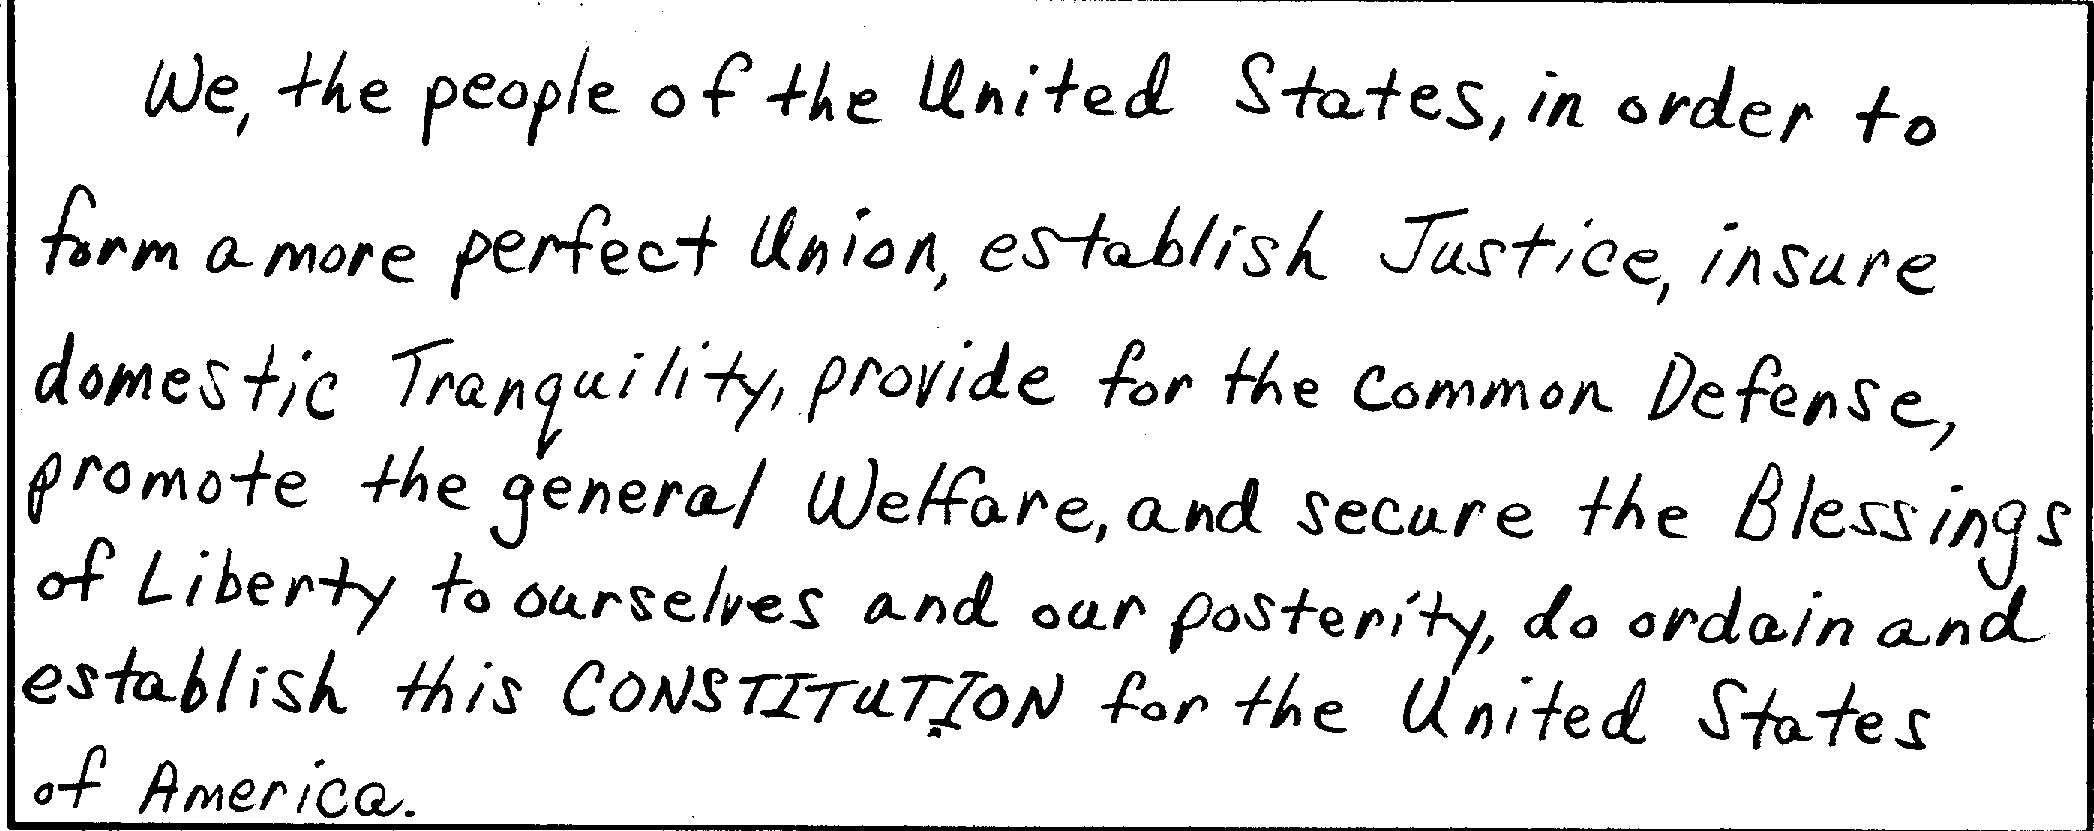 We, the people of the United States, in order to
form a more perfect Union, establish Justice, insure
domestic Tranquility, provide for the common Defense,
promote the general Welfare, and secure the Blessings
of Liberty to ourselves and our posterity, do ordain and
establish this CONSTITUTION for the United States
of America.